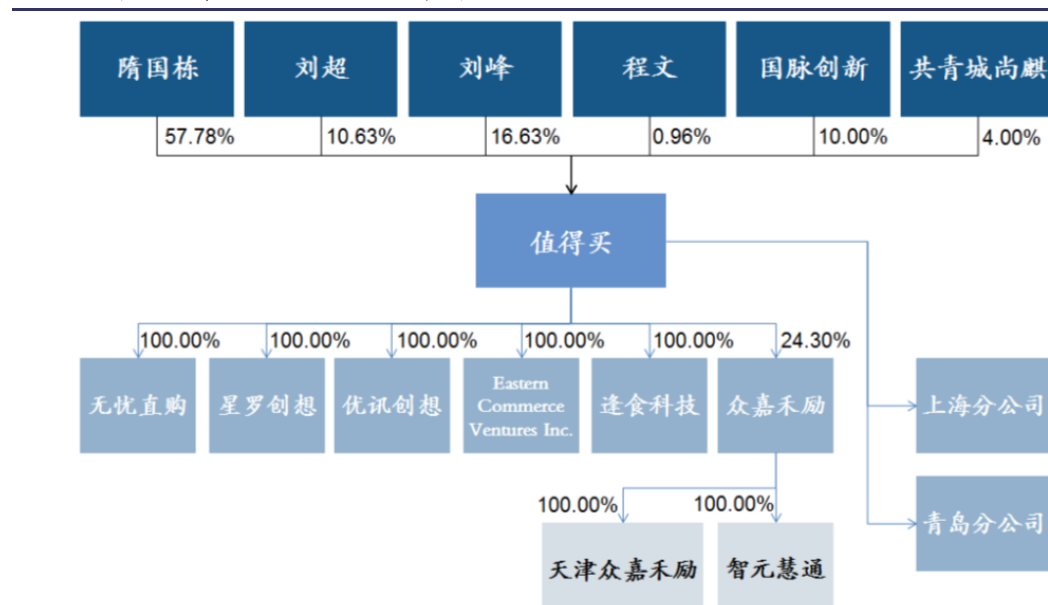 隋国栋
刘超
刘峰
程文
国脉创新
共青城尚麒
57.78%
10.63%
16.63%
0.96%
10.00%
4.00%
值得买
100.00%
100.00%
100.00%
100.00%
100.00%
24.30%
无忧直购
星罗创想
优讯创想
Eastern
Commerce
Ventures Inc.
逢食科技
众嘉禾励
上海分公司
100.00%
100.00%
青岛分公司
天津众嘉禾励
智元慧通